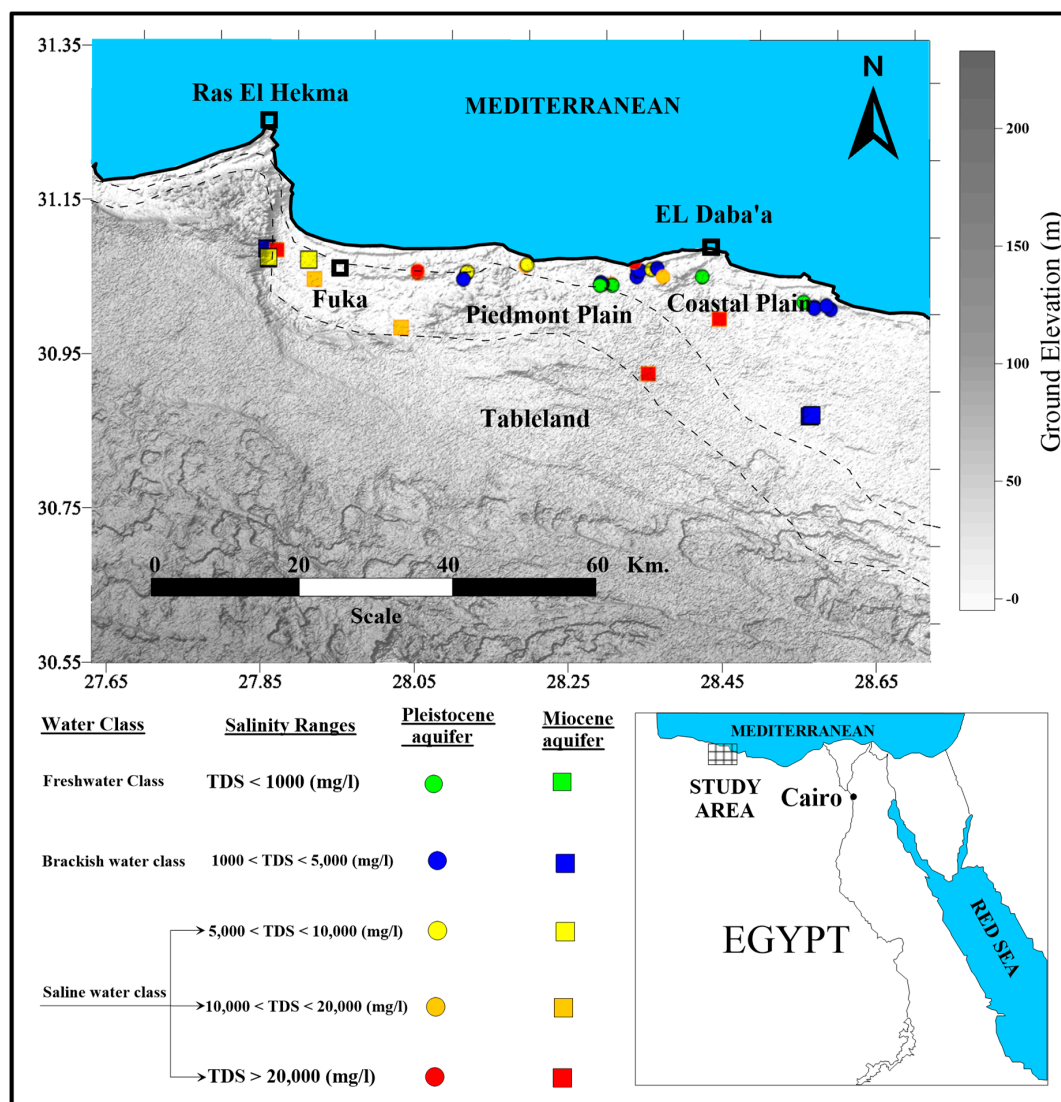 31.35
31.15
30.95
30.75
30.55
27.65
27.85
28.05
28.25
28.45
28.65
Ras El Hekma
MEDITERRANEAN
N
EL Daba'a
Fuka
Piedmont Plain
Coastal Plain
Tableland
0
20
40
60
Km.
Scale
200
150
100
50
-0
Ground Elevation (m)
Water Class
Salinity Ranges
Pleistocene
aquifer
Miocene
aquifer
Freshwater Class
TDS < 1000 (mg/l)
Brackish water class
1000 < TDS < 5,000 (mg/l)
Saline water class
5,000 < TDS < 10,000 (mg/l)
10,000 < TDS < 20,000 (mg/l)
TDS > 20,000 (mg/l)
MEDITERRANEAN
STUDY
AREA
Cairo
EGYPT
RED SEA